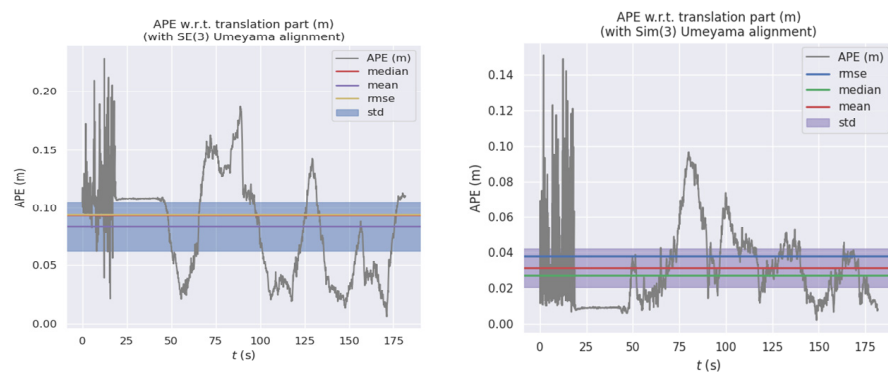 APE w.r.t. translation part (m)
(with SE(3) Umeyama alignment)
APE (m)
median
mean
rmse
std
0.20
0.15
0.10
0.05
0.00
APE (m)
0 25 50 75 100 125 150 175
t (s)
APE w.r.t. translation part (m)
(with Sim(3) Umeyama alignment)
APE (m)
rmse
median
mean
std
0.14
0.12
0.10
0.08
0.06
0.04
0.02
0.00
APE (m)
0 25 50 75 100 125 150 175
t (s)